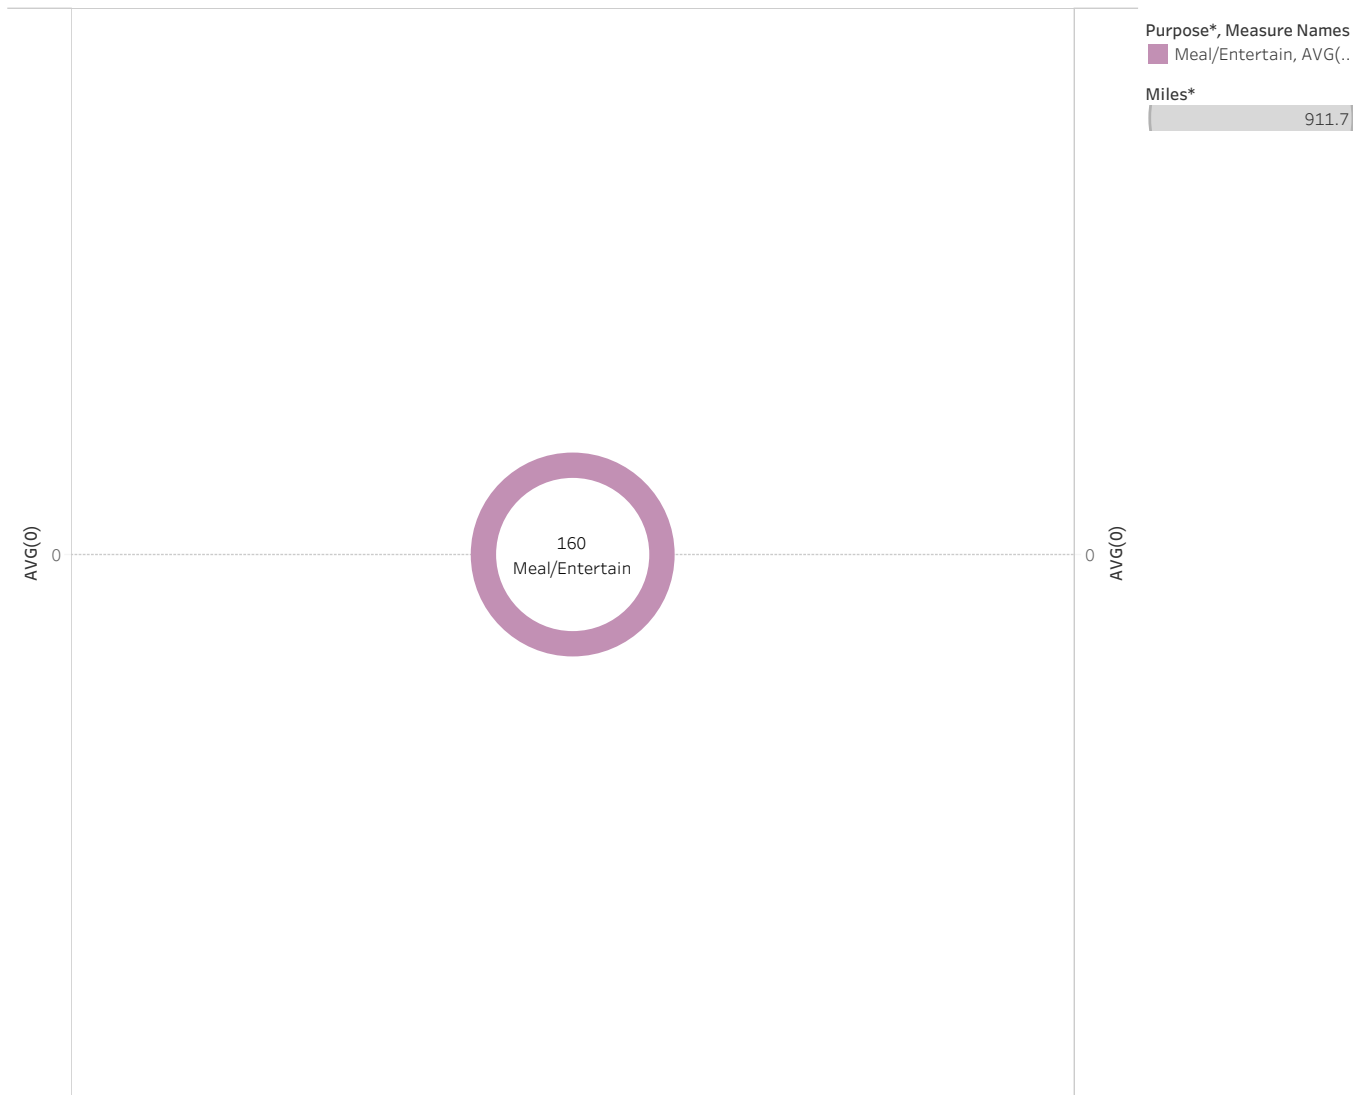 Purpose*, Measure Names
Meal/Entertain, AVG(..
Miles*
911.7
AVG(0)
0
160
Meal/Entertain
0
AVG(0)